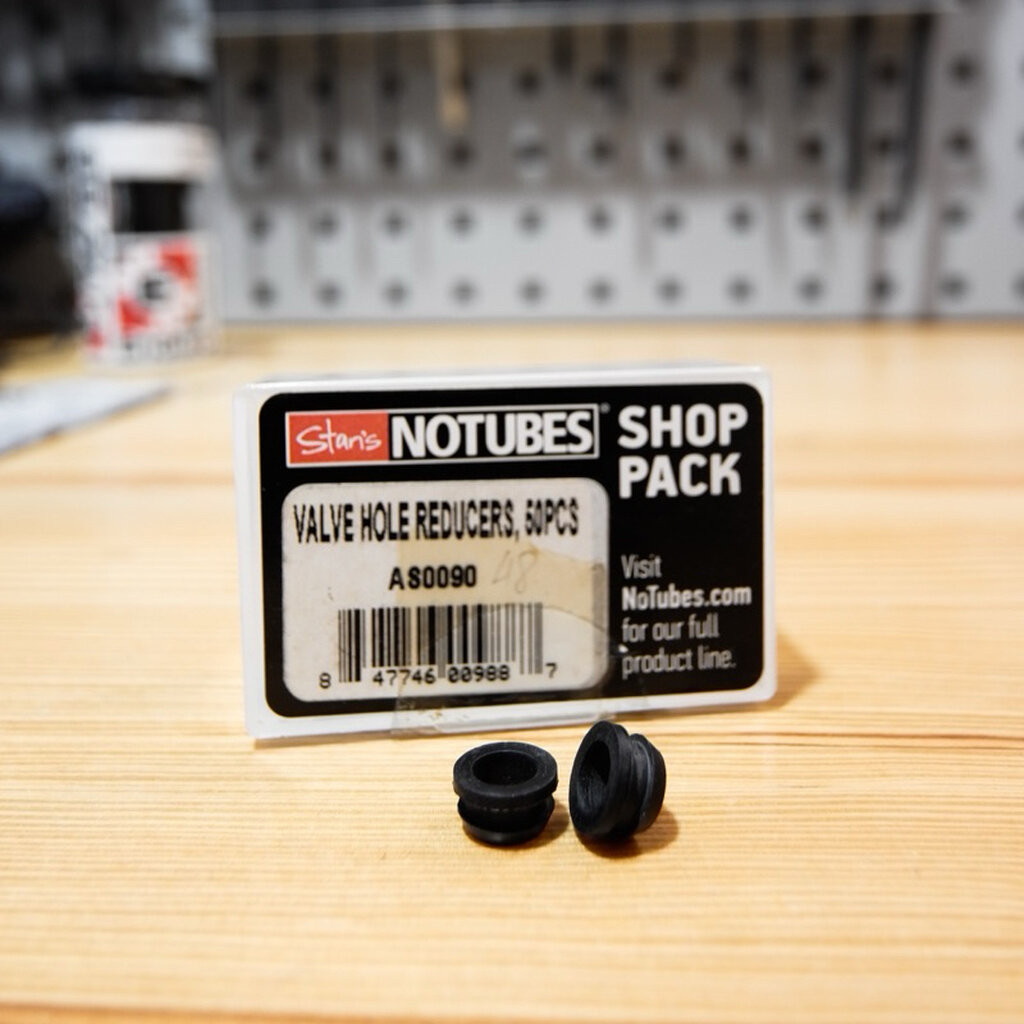 Stan's NOTUBES®
SHOP
PACK
VALVE HOLE REDUCERS, 50PCS
AS0090 48
8 47746 00988 7
Visit
NoTubes.com
for our full
product line.